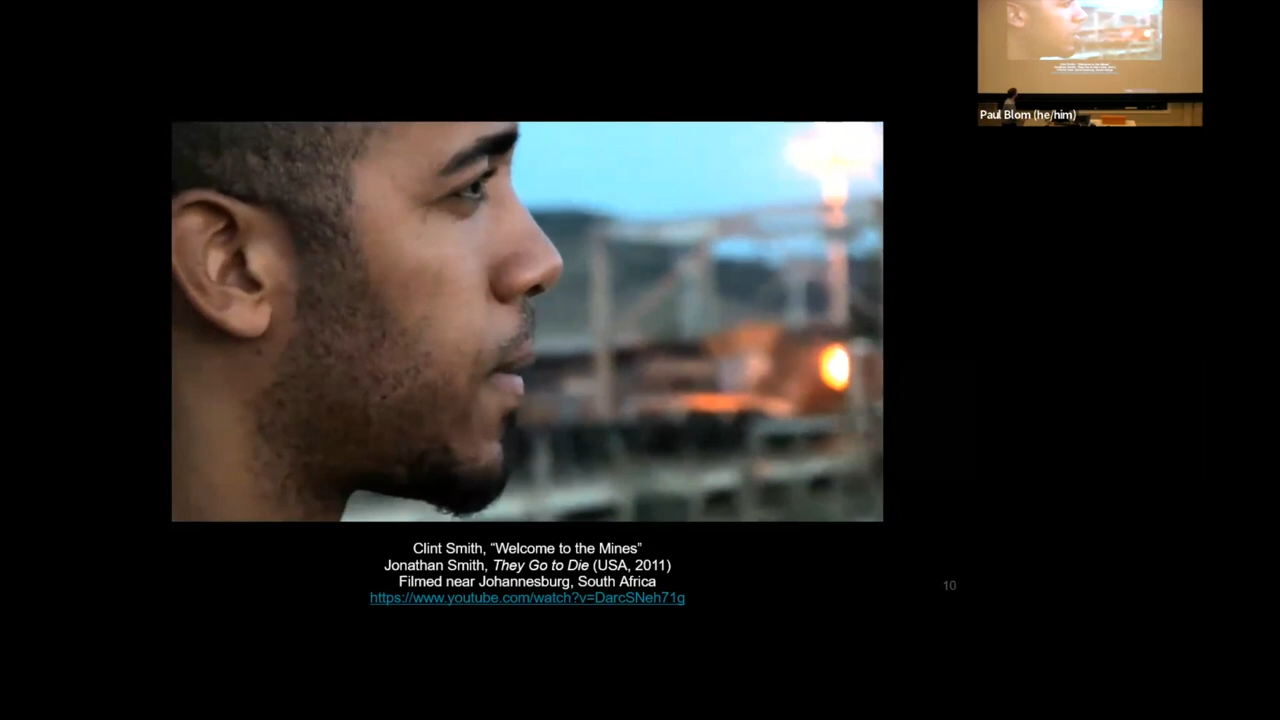 Paul Blom (he/him)
Clint Smith, “Welcome to the Mines”
Jonathan Smith, They Go to Die (USA, 2011)
Filmed near Johannesburg, South Africa
https://www.youtube.com/watch?v=DarcSNeh71g
10